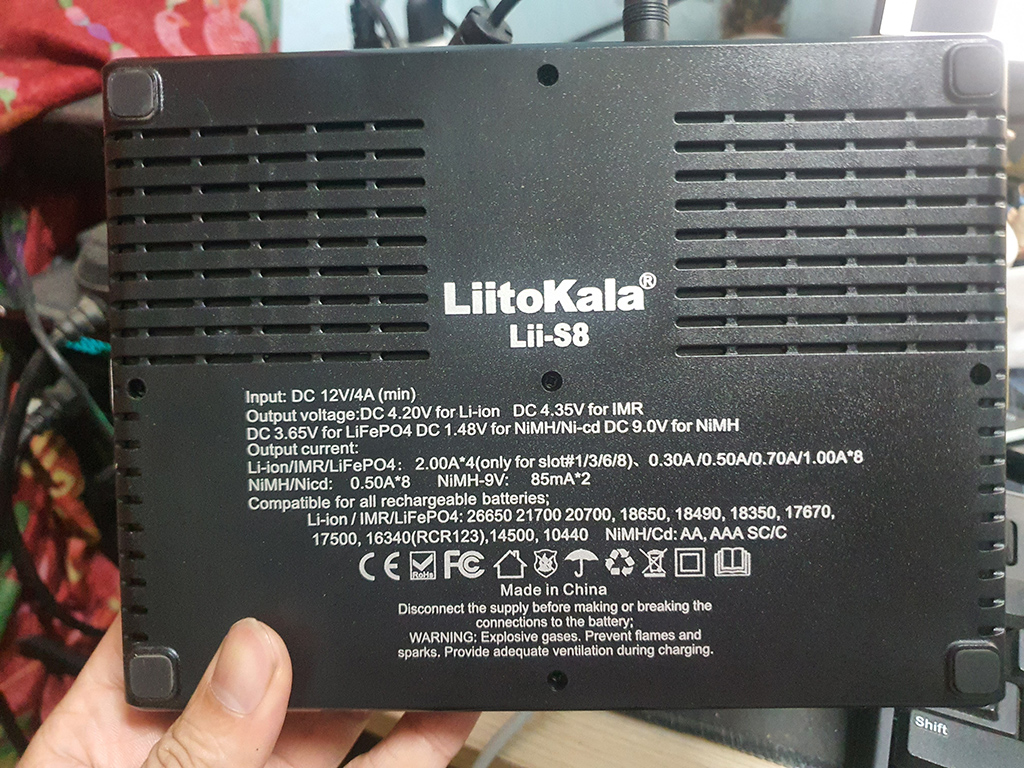 LiitoKala®
Lii-S8
Input: DC 12V/4A (min)
Output voltage:DC 4.20V for Li-ion DC 4.35V for IMR
DC 3.65V for LiFePO4 DC 1.48V for NiMH/Ni-cd DC 9.0V for NiMH
Output current:
Li-ion/IMR/LiFePO4: 2.00A*4(only for slot#1/3/6/8)、0.30A/0.50A/0.70A/1.00A*8
NiMH/Nicd: 0.50A*8 NiMH-9V: 85mA*2
Compatible for all rechargeable batteries;
Li-ion / IMR/LiFePO4: 26650 21700 20700, 18650, 18490, 18350, 17670,
17500, 16340(RCR123),14500, 10440 NiMH/Cd: AA, AAA SC/C
CE RoHS FC
Made in China
Disconnect the supply before making or breaking the
connections to the battery;
WARNING: Explosive gases. Prevent flames and
sparks. Provide adequate ventilation during charging.
Shift